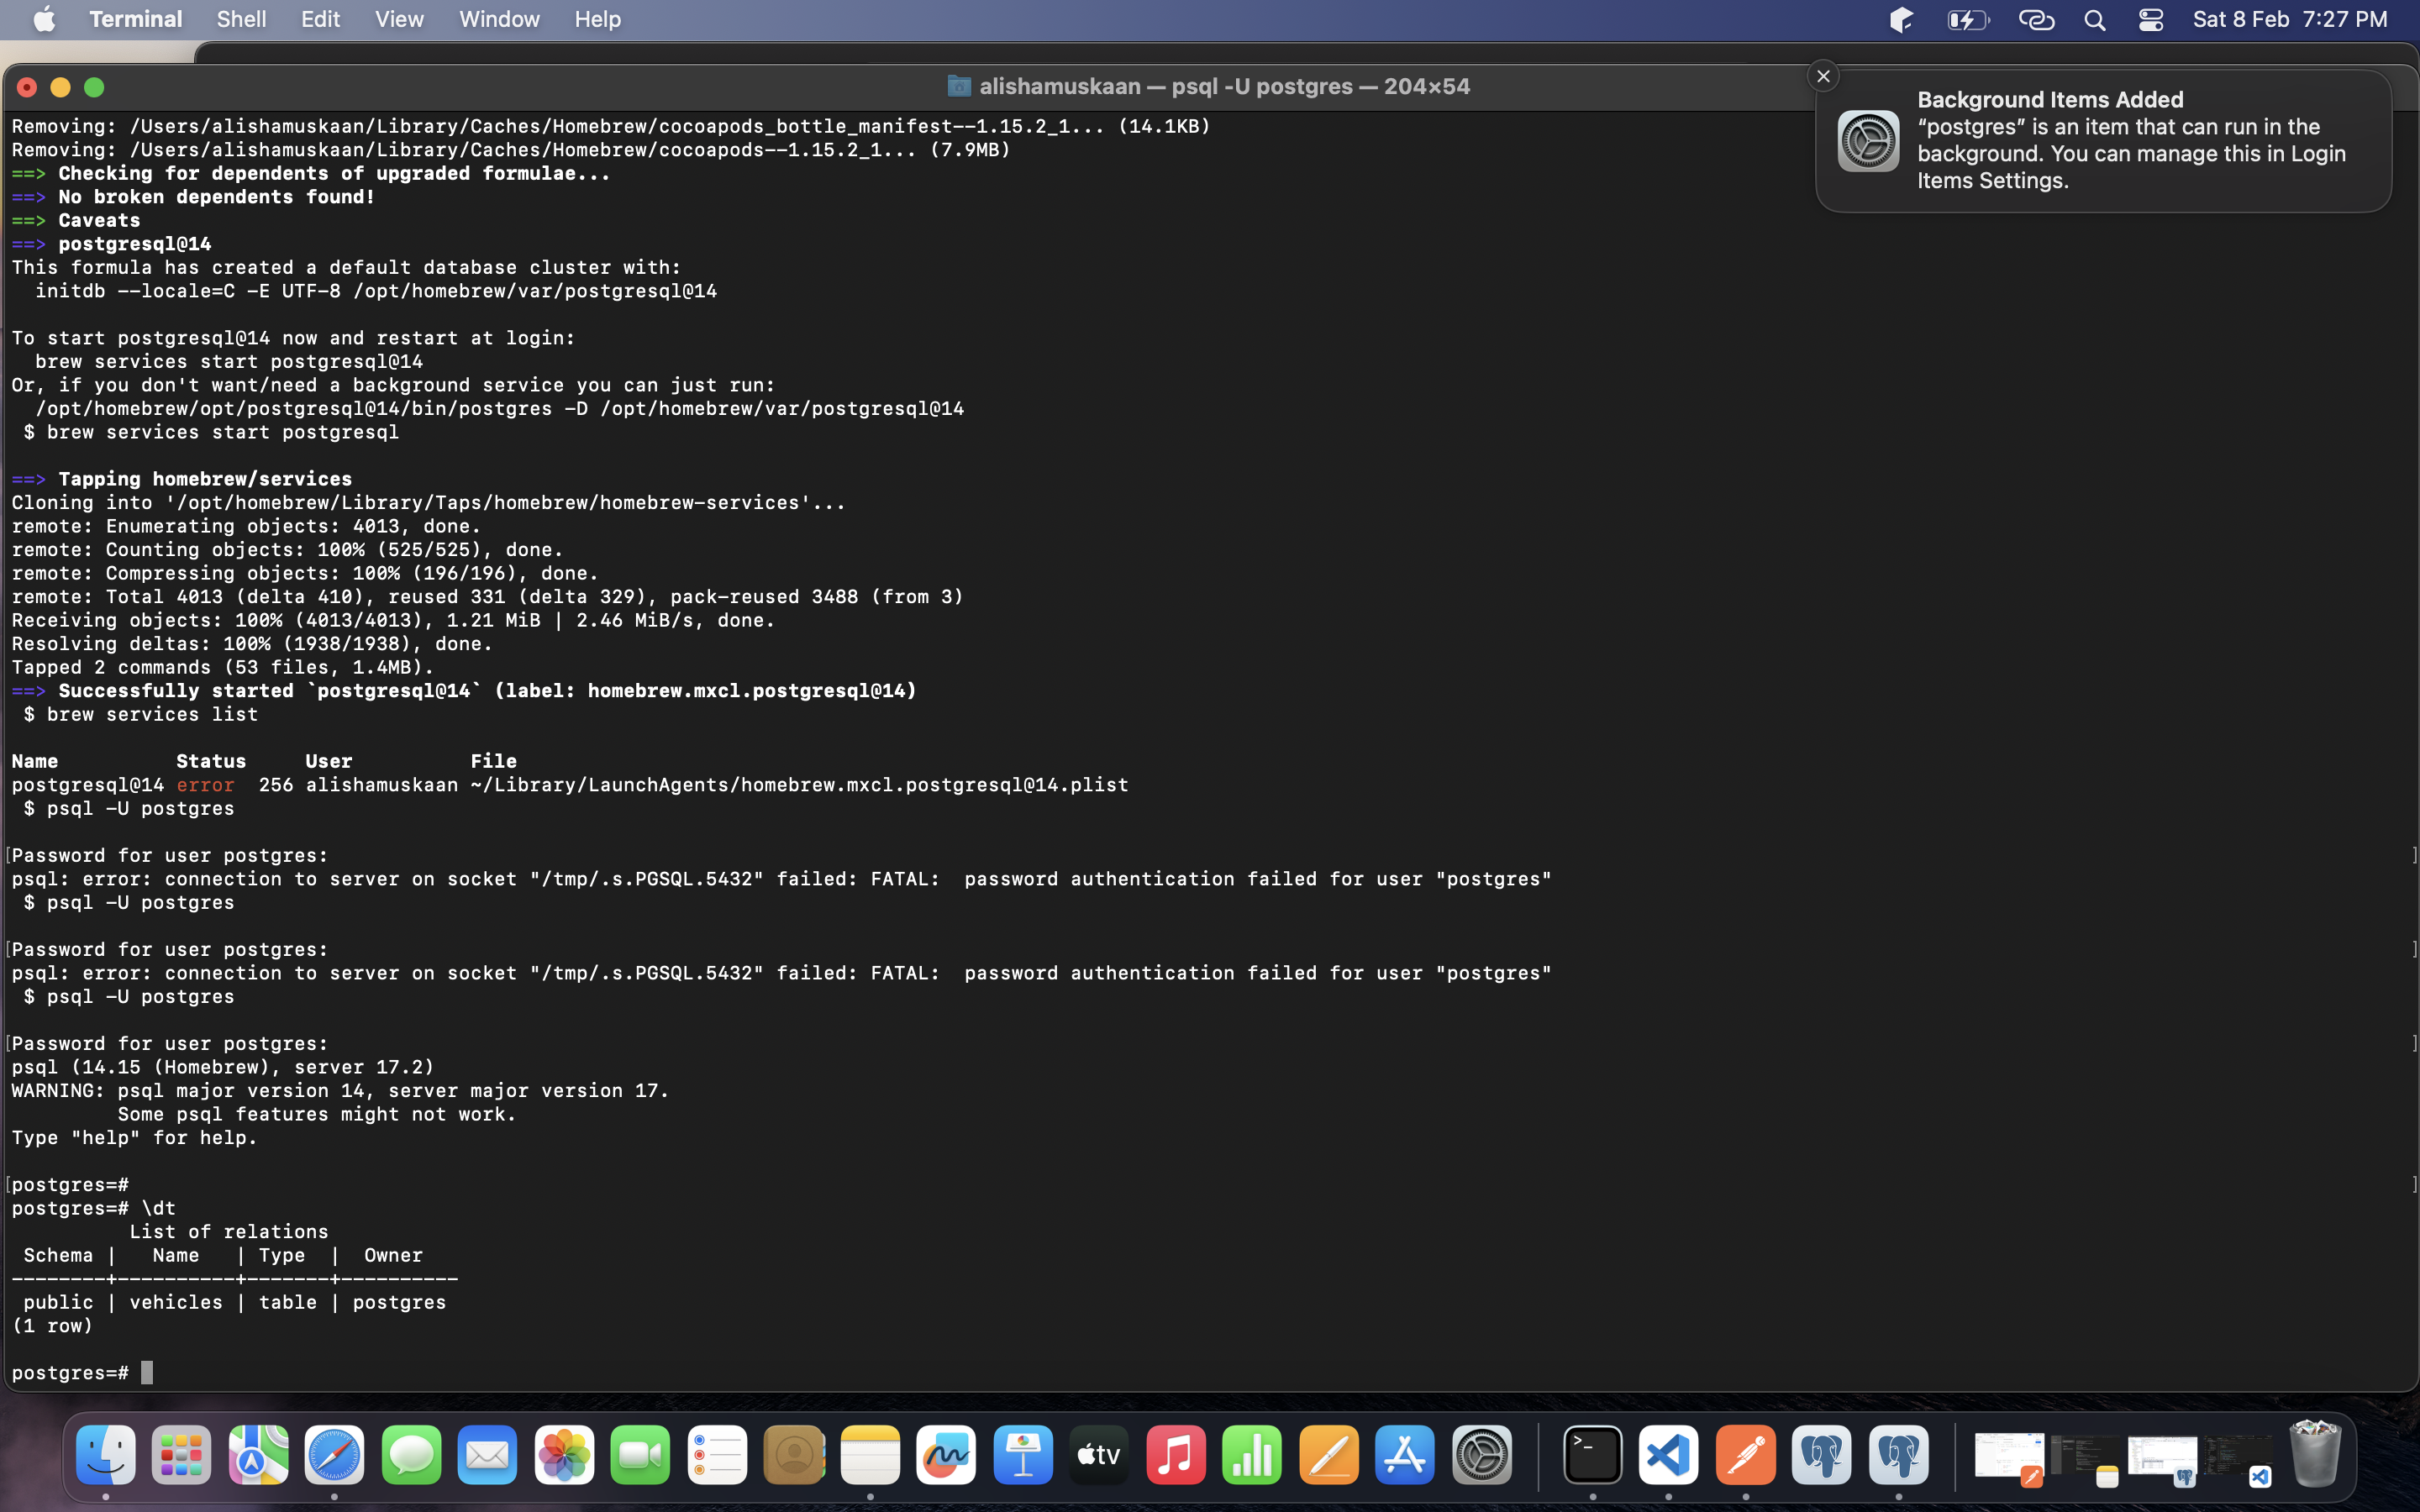 Terminal Shell Edit View Window Help Sat 8 Feb 7:27 PM
alishamuskaan — psql -U postgres — 204×54
Background Items Added
“postgres” is an item that can run in the
background. You can manage this in Login
Items Settings.
Removing: /Users/alishamuskaan/Library/Caches/Homebrew/cocoapods_bottle_manifest--1.15.2_1... (14.1KB)
Removing: /Users/alishamuskaan/Library/Caches/Homebrew/cocoapods--1.15.2_1... (7.9MB)
==> Checking for dependents of upgraded formulae...
==> No broken dependents found!
==> Caveats
==> postgresql@14
This formula has created a default database cluster with:
  initdb --locale=C -E UTF-8 /opt/homebrew/var/postgresql@14
To start postgresql@14 now and restart at login:
  brew services start postgresql@14
Or, if you don't want/need a background service you can just run:
  /opt/homebrew/opt/postgresql@14/bin/postgres -D /opt/homebrew/var/postgresql@14
 $ brew services start postgresql
==> Tapping homebrew/services
Cloning into '/opt/homebrew/Library/Taps/homebrew/homebrew-services'...
remote: Enumerating objects: 4013, done.
remote: Counting objects: 100% (525/525), done.
remote: Compressing objects: 100% (196/196), done.
remote: Total 4013 (delta 410), reused 331 (delta 329), pack-reused 3488 (from 3)
Receiving objects: 100% (4013/4013), 1.21 MiB | 2.46 MiB/s, done.
Resolving deltas: 100% (1938/1938), done.
Tapped 2 commands (53 files, 1.4MB).
==> Successfully started `postgresql@14` (label: homebrew.mxcl.postgresql@14)
 $ brew services list
Name          Status     User          File
postgresql@14 error  256 alishamuskaan ~/Library/LaunchAgents/homebrew.mxcl.postgresql@14.plist
 $ psql -U postgres
[Password for user postgres: ]
psql: error: connection to server on socket "/tmp/.s.PGSQL.5432" failed: FATAL:  password authentication failed for user "postgres"
 $ psql -U postgres
[Password for user postgres: ]
psql: error: connection to server on socket "/tmp/.s.PGSQL.5432" failed: FATAL:  password authentication failed for user "postgres"
 $ psql -U postgres
[Password for user postgres: ]
psql (14.15 (Homebrew), server 17.2)
WARNING: psql major version 14, server major version 17.
         Some psql features might not work.
Type "help" for help.
[postgres=# ]
postgres=# \dt
          List of relations
 Schema |   Name   | Type  |  Owner
--------+----------+-------+----------
 public | vehicles | table | postgres
(1 row)
postgres=#
tv